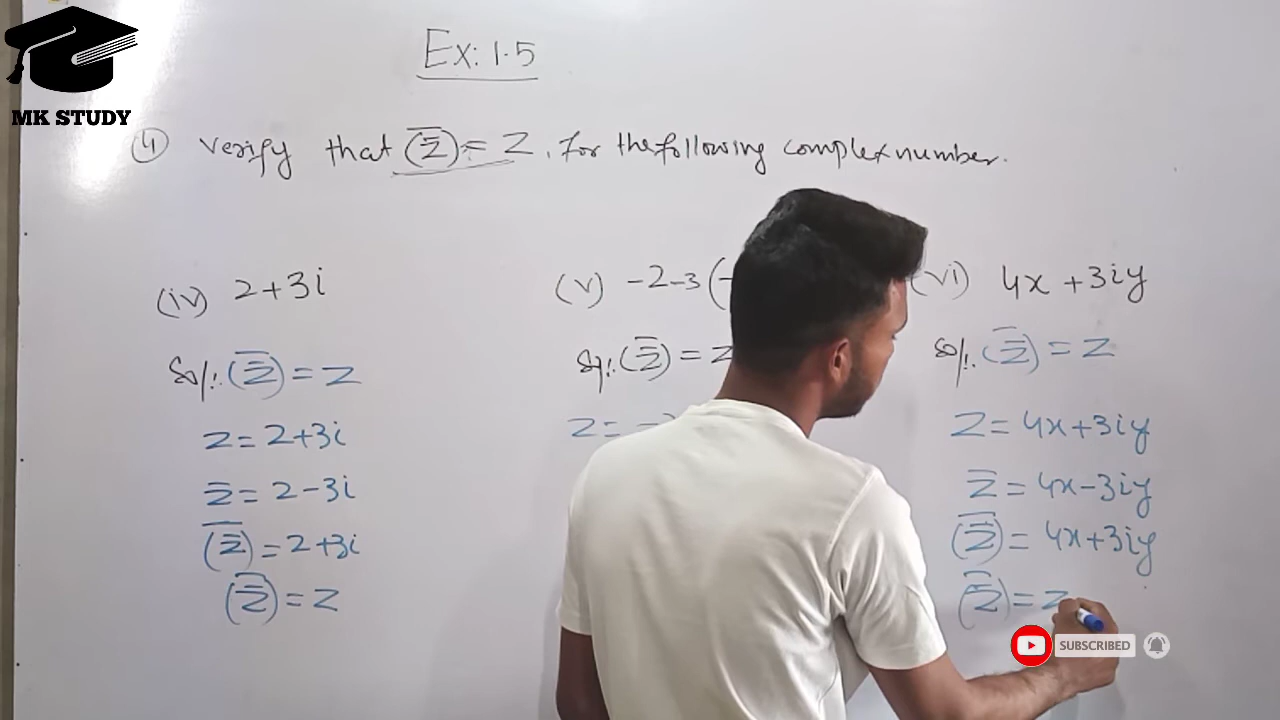 MK STUDY
Ex: 1.5
④ Verify that (z̿) = Z, for the following complex number.
(iv) 2+3i
Sol: (z̿) = Z
Z = 2+3i
z̄ = 2-3i
(z̿) = 2+3i
(z̿) = Z
(v) -2-3(-
Sol: (z̿) = Z
Z =
(vi) 4x+3iy
Sol: (z̿) = Z
Z = 4x+3iy
z̄ = 4x-3iy
(z̿) = 4x+3iy
(z̿) = Z
SUBSCRIBED